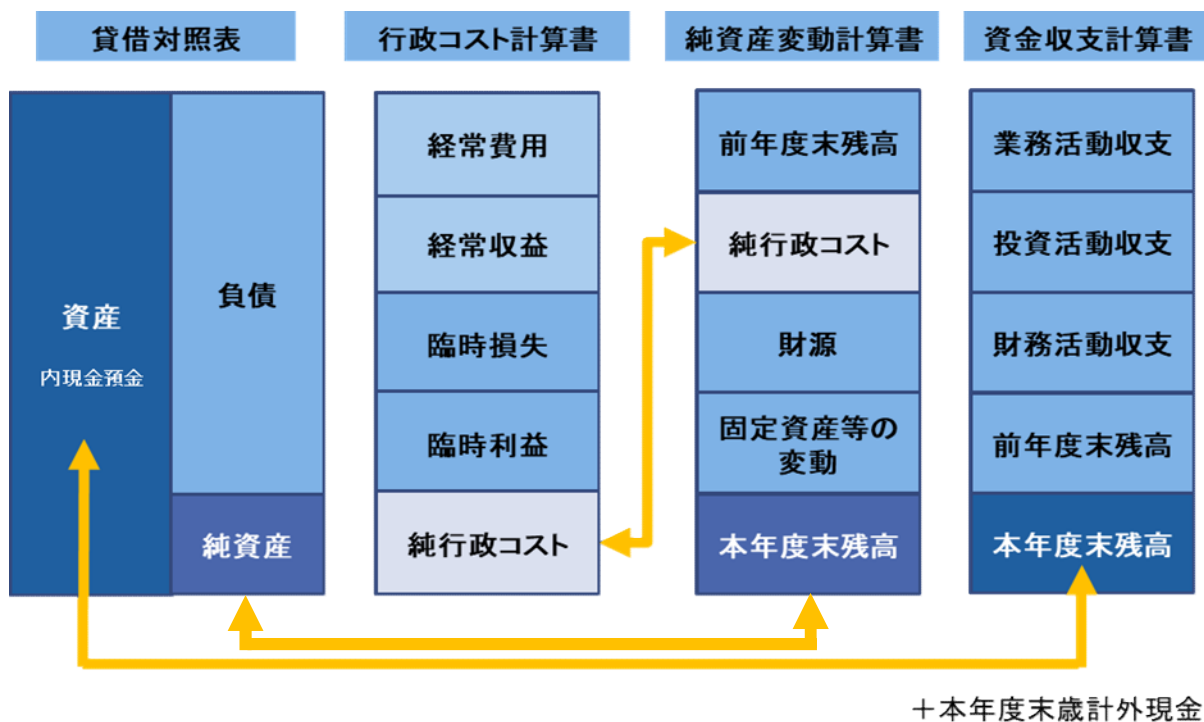 貸借対照表
行政コスト計算書
純資産変動計算書
資金収支計算書
資産
内現金預金
負債
純資産
経常費用
経常収益
臨時損失
臨時利益
純行政コスト
前年度末残高
純行政コスト
財源
固定資産等の
変動
本年度末残高
業務活動収支
投資活動収支
財務活動収支
前年度末残高
本年度末残高
＋本年度末歳計外現金